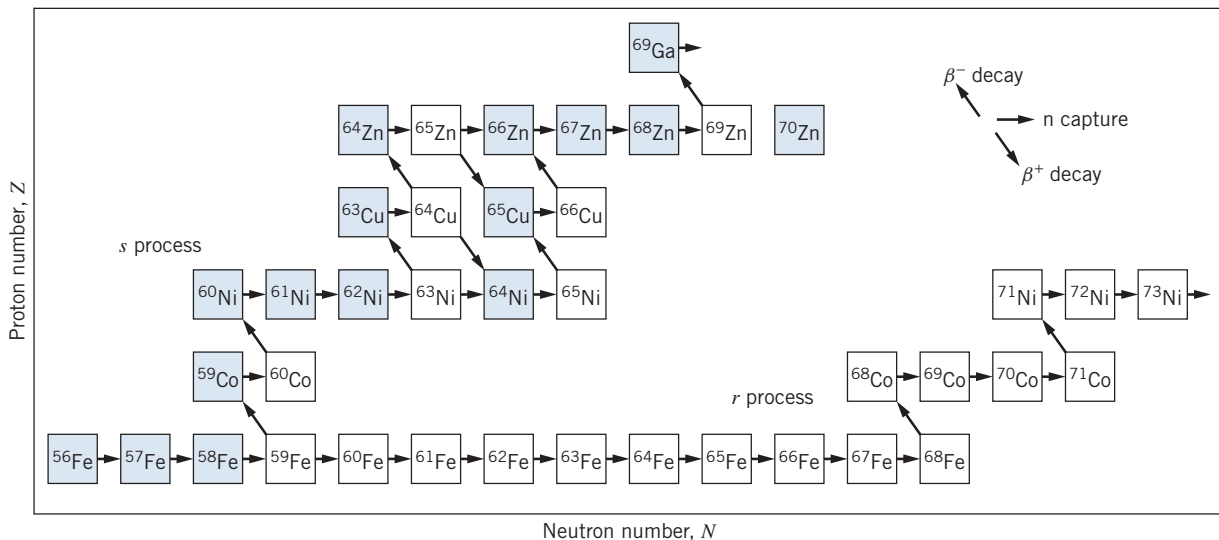 ⁶⁹Ga
β⁻ decay
n capture
β⁺ decay
⁶⁴Zn ⁶⁵Zn ⁶⁶Zn ⁶⁷Zn ⁶⁸Zn ⁶⁹Zn ⁷⁰Zn
⁶³Cu ⁶⁴Cu ⁶⁵Cu ⁶⁶Cu
s process
⁶⁰Ni ⁶¹Ni ⁶²Ni ⁶³Ni ⁶⁴Ni ⁶⁵Ni ⁷¹Ni ⁷²Ni ⁷³Ni
⁵⁹Co ⁶⁰Co ⁶⁸Co ⁶⁹Co ⁷⁰Co ⁷¹Co
r process
⁵⁶Fe ⁵⁷Fe ⁵⁸Fe ⁵⁹Fe ⁶⁰Fe ⁶¹Fe ⁶²Fe ⁶³Fe ⁶⁴Fe ⁶⁵Fe ⁶⁶Fe ⁶⁷Fe ⁶⁸Fe
Proton number, Z
Neutron number, N